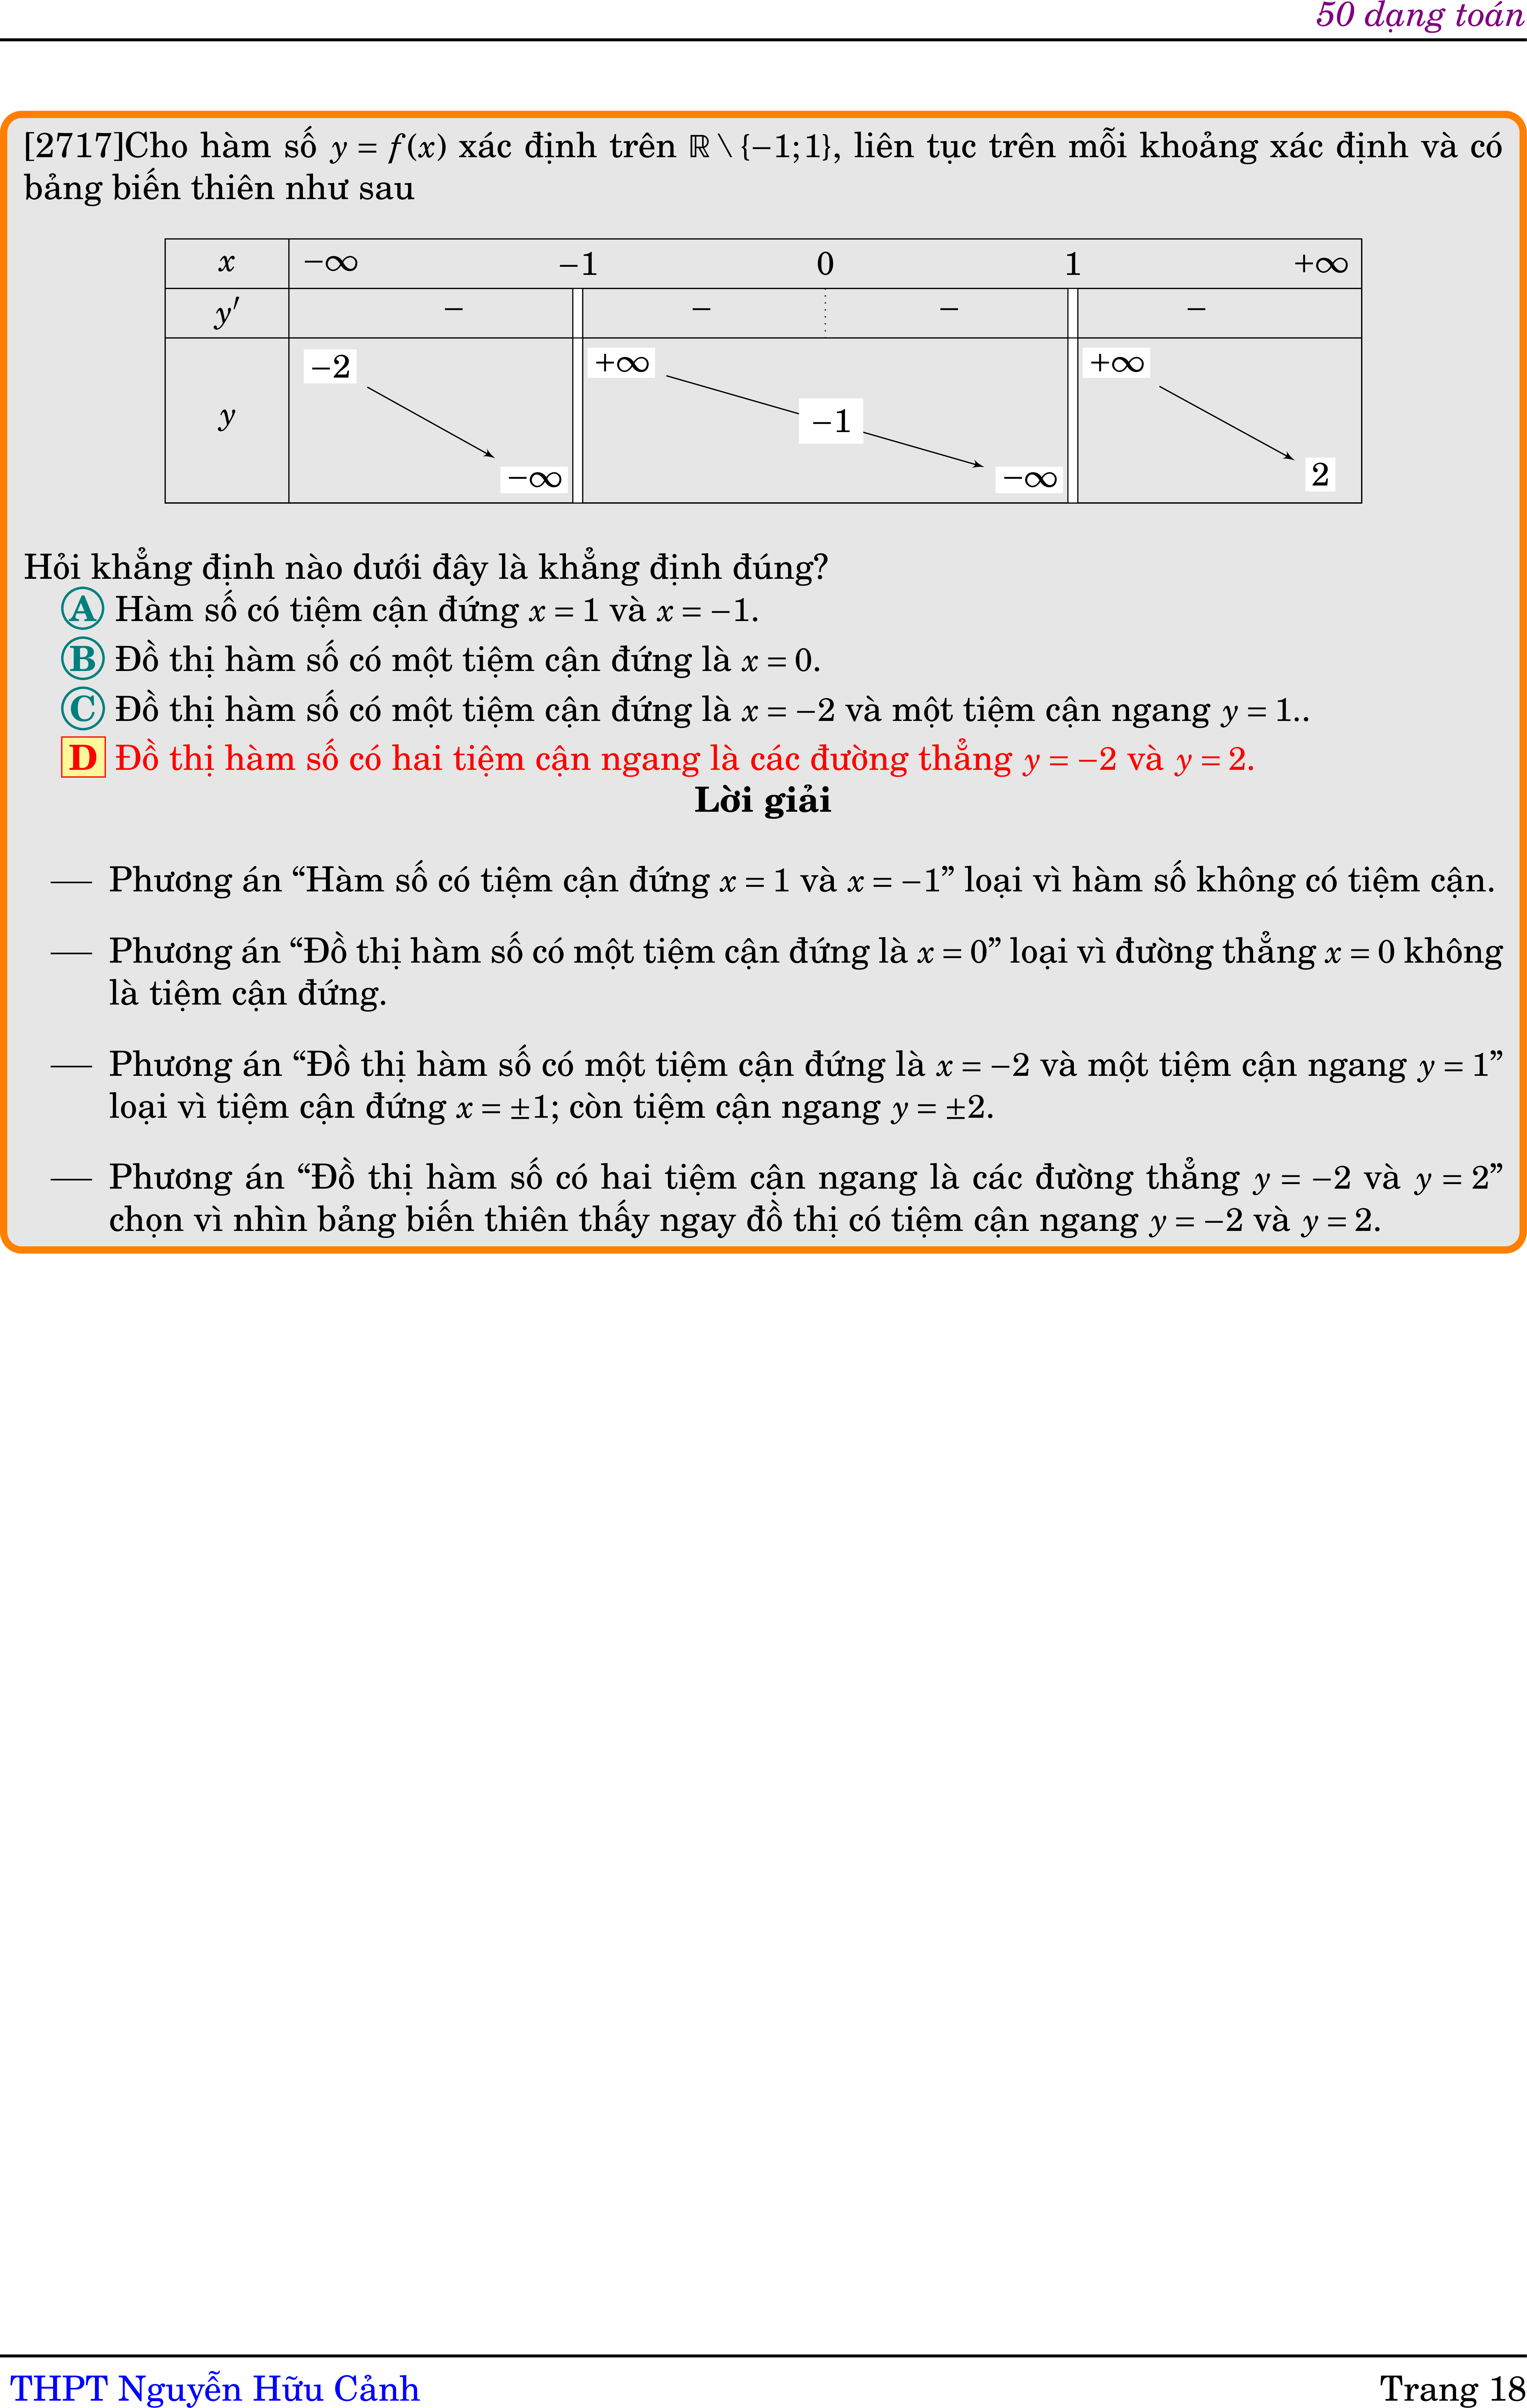 50 dạng toán
[2717]Cho hàm số y = f(x) xác định trên ℝ \ {−1;1}, liên tục trên mỗi khoảng xác định và có
bảng biến thiên như sau
x −∞ −1 0 1 +∞
y′ − − − −
−2 +∞ +∞
y −1
−∞ −∞ 2
Hỏi khẳng định nào dưới đây là khẳng định đúng?
A Hàm số có tiệm cận đứng x = 1 và x = −1.
B Đồ thị hàm số có một tiệm cận đứng là x = 0.
C Đồ thị hàm số có một tiệm cận đứng là x = −2 và một tiệm cận ngang y = 1..
D Đồ thị hàm số có hai tiệm cận ngang là các đường thẳng y = −2 và y = 2.
Lời giải
— Phương án “Hàm số có tiệm cận đứng x = 1 và x = −1” loại vì hàm số không có tiệm cận.
— Phương án “Đồ thị hàm số có một tiệm cận đứng là x = 0” loại vì đường thẳng x = 0 không
là tiệm cận đứng.
— Phương án “Đồ thị hàm số có một tiệm cận đứng là x = −2 và một tiệm cận ngang y = 1”
loại vì tiệm cận đứng x = ±1; còn tiệm cận ngang y = ±2.
— Phương án “Đồ thị hàm số có hai tiệm cận ngang là các đường thẳng y = −2 và y = 2”
chọn vì nhìn bảng biến thiên thấy ngay đồ thị có tiệm cận ngang y = −2 và y = 2.
THPT Nguyễn Hữu Cảnh Trang 18